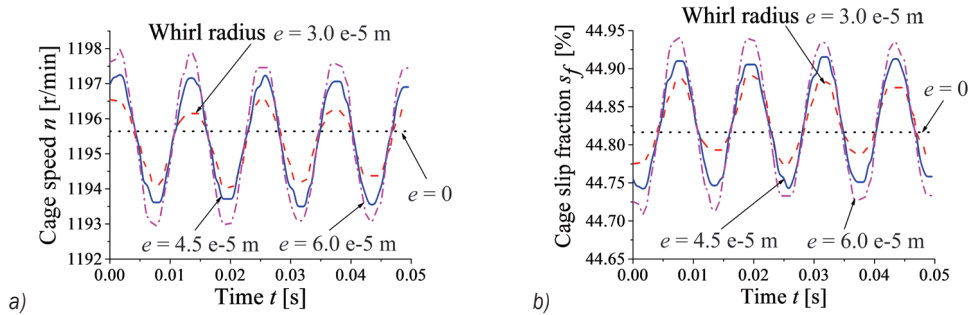 Whirl radius e = 3.0 e-5 m
1198
1197
1196
1195
1194
1193
1192
Cage speed n [r/min]
e = 0
e = 4.5 e-5 m
e = 6.0 e-5 m
0.00 0.01 0.02 0.03 0.04 0.05
Time t [s]
a)
Whirl radius e = 3.0 e-5 m
44.95
44.90
44.85
44.80
44.75
44.70
44.65
Cage slip fraction sf [%]
e = 0
e = 4.5 e-5 m
e = 6.0 e-5 m
0.00 0.01 0.02 0.03 0.04 0.05
Time t [s]
b)